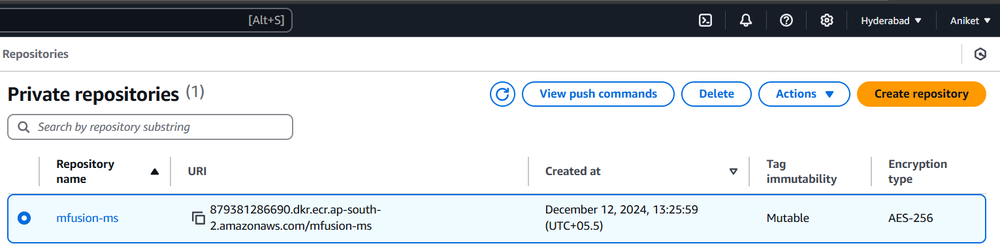 [Alt+S]
Hyderabad
Aniket
Repositories
Private repositories (1)
View push commands
Delete
Actions
Create repository
Search by repository substring
Repository
name
URI
Created at
Tag
immutability
Encryption
type
mfusion-ms
879381286690.dkr.ecr.ap-south-
2.amazonaws.com/mfusion-ms
December 12, 2024, 13:25:59
(UTC+05.5)
Mutable
AES-256